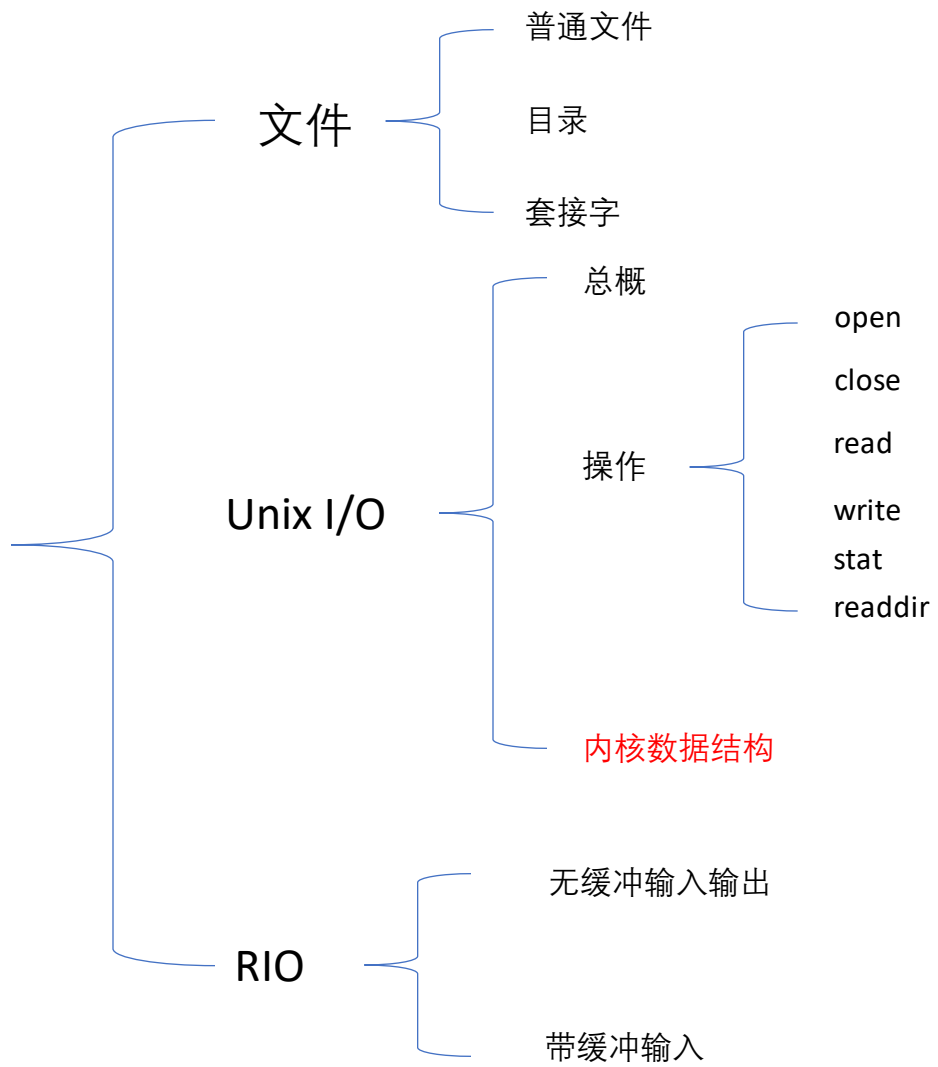 普通文件
文件
目录
套接字
总概
open
close
read
操作
write
Unix I/O
stat
readdir
内核数据结构
无缓冲输入输出
RIO
带缓冲输入